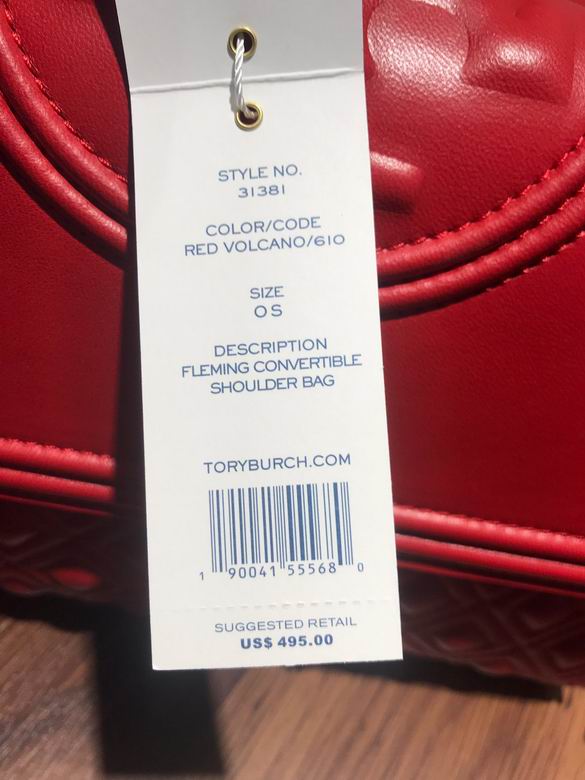 STYLE NO.
31381
COLOR/CODE
RED VOLCANO/610
SIZE
OS
DESCRIPTION
FLEMING CONVERTIBLE
SHOULDER BAG
TORYBURCH.COM
1 90041 55568 0
SUGGESTED RETAIL
US$ 495.00